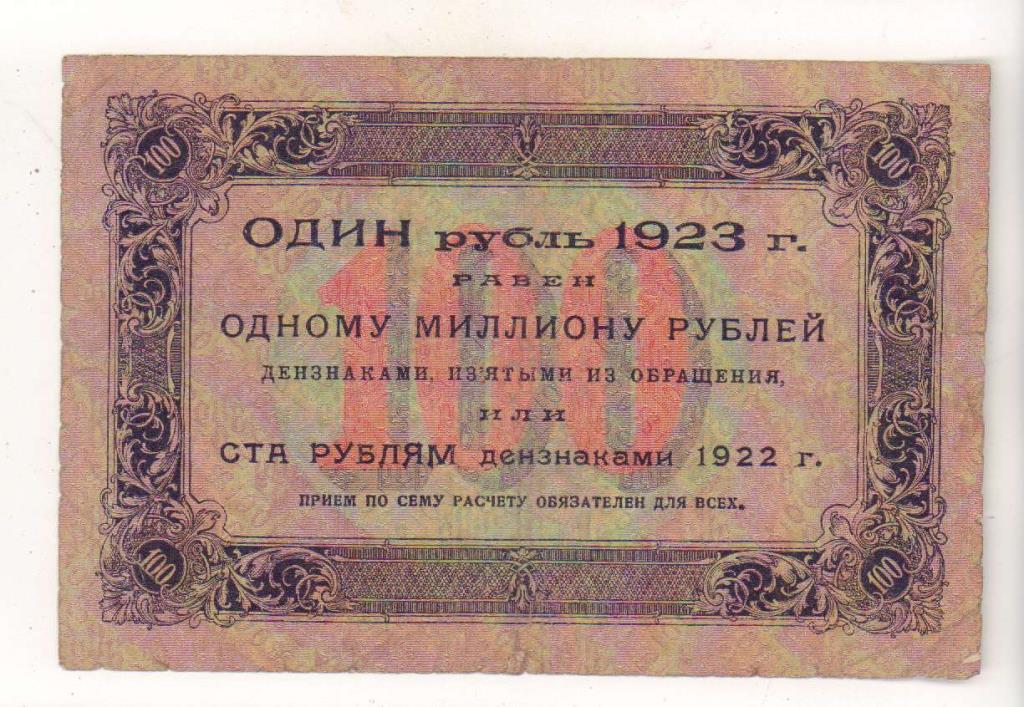 100 100
ОДИН рубль 1923 г.
РАВЕН
ОДНОМУ МИЛЛИОНУ РУБЛЕЙ
ДЕНЗНАКАМИ, ИЗ'ЯТЫМИ ИЗ ОБРАЩЕНИЯ,
ИЛИ
СТА РУБЛЯМ дензнаками 1922 г.
ПРИЕМ ПО СЕМУ РАСЧЕТУ ОБЯЗАТЕЛЕН ДЛЯ ВСЕХ.
100
100 100